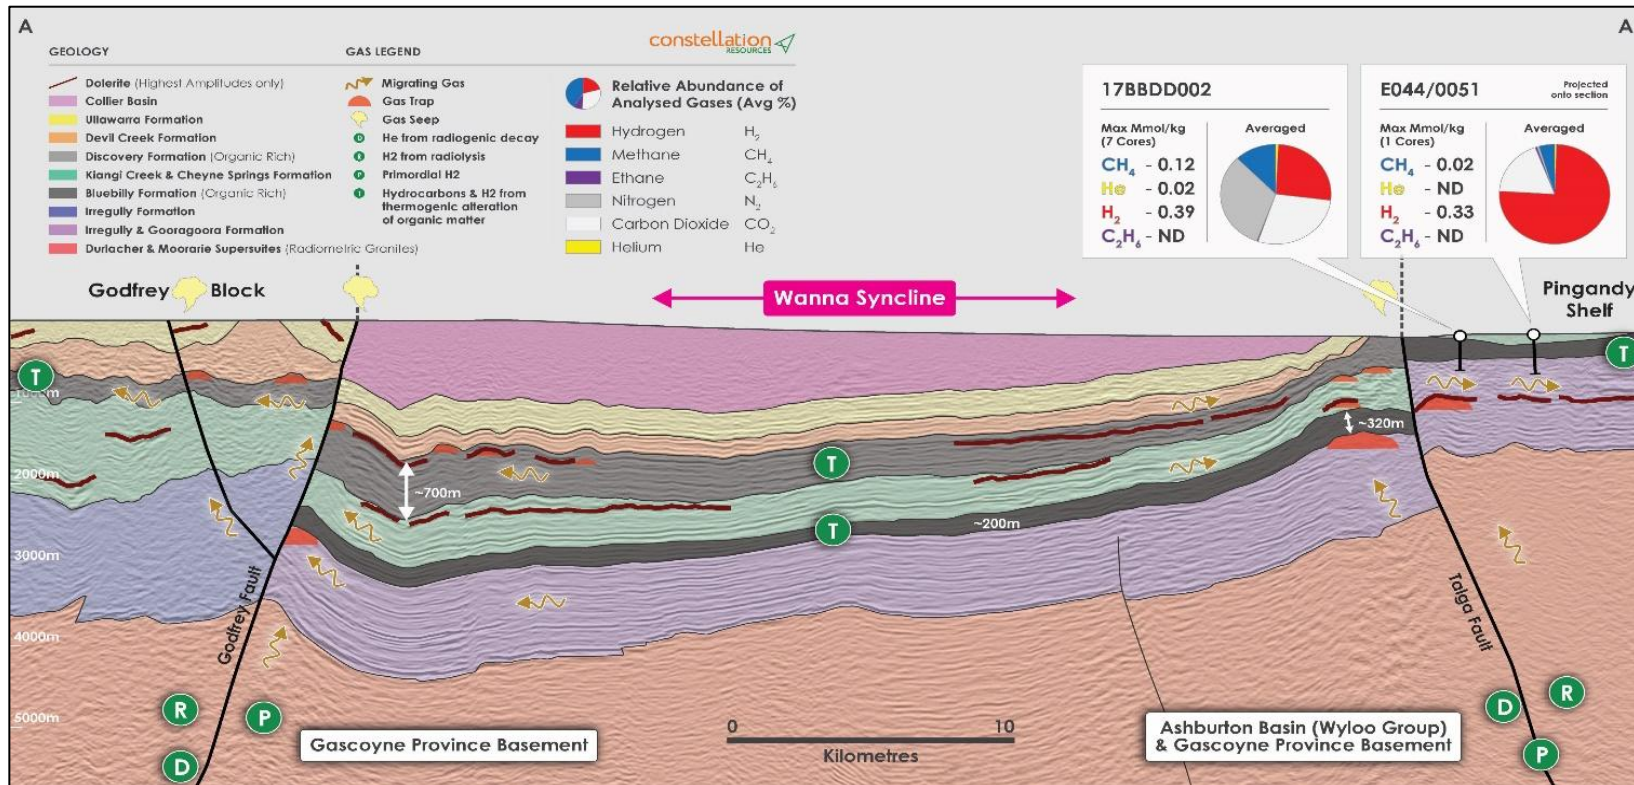 A
A
constellation
RESOURCES
GEOLOGY
Dolerite (Highest Amplitudes only)
Collier Basin
Ullawarra Formation
Devil Creek Formation
Discovery Formation (Organic Rich)
Kiangi Creek & Cheyne Springs Formation
Bluebilly Formation (Organic Rich)
Irregully Formation
Irregully & Gooragoora Formation
Durlacher & Moorarie Supersuites (Radiometric Granites)
GAS LEGEND
Migrating Gas
Gas Trap
Gas Seep
D He from radiogenic decay
R H2 from radiolysis
P Primordial H2
T Hydrocarbons & H2 from
thermogenic alteration
of organic matter
Relative Abundance of
Analysed Gases (Avg %)
Hydrogen H₂
Methane CH₄
Ethane C₂H₆
Nitrogen N₂
Carbon Dioxide CO₂
Helium He
17BBDD002
Max Mmol/kg
(7 Cores)
Averaged
CH₄ - 0.12
He - 0.02
H₂ - 0.39
C₂H₆ - ND
E044/0051
Projected
onto section
Max Mmol/kg
(1 Cores)
Averaged
CH₄ - 0.02
He - ND
H₂ - 0.33
C₂H₆ - ND
Godfrey Block
Wanna Syncline
Pingandy
Shelf
T
T
1000m
~320m
T
2000m
~700m
~200m
T
3000m
Godfrey Fault
Talga Fault
4000m
R
P
D
R
5000m
0 10
Kilometres
Gascoyne Province Basement
Ashburton Basin (Wyloo Group)
& Gascoyne Province Basement
D
P